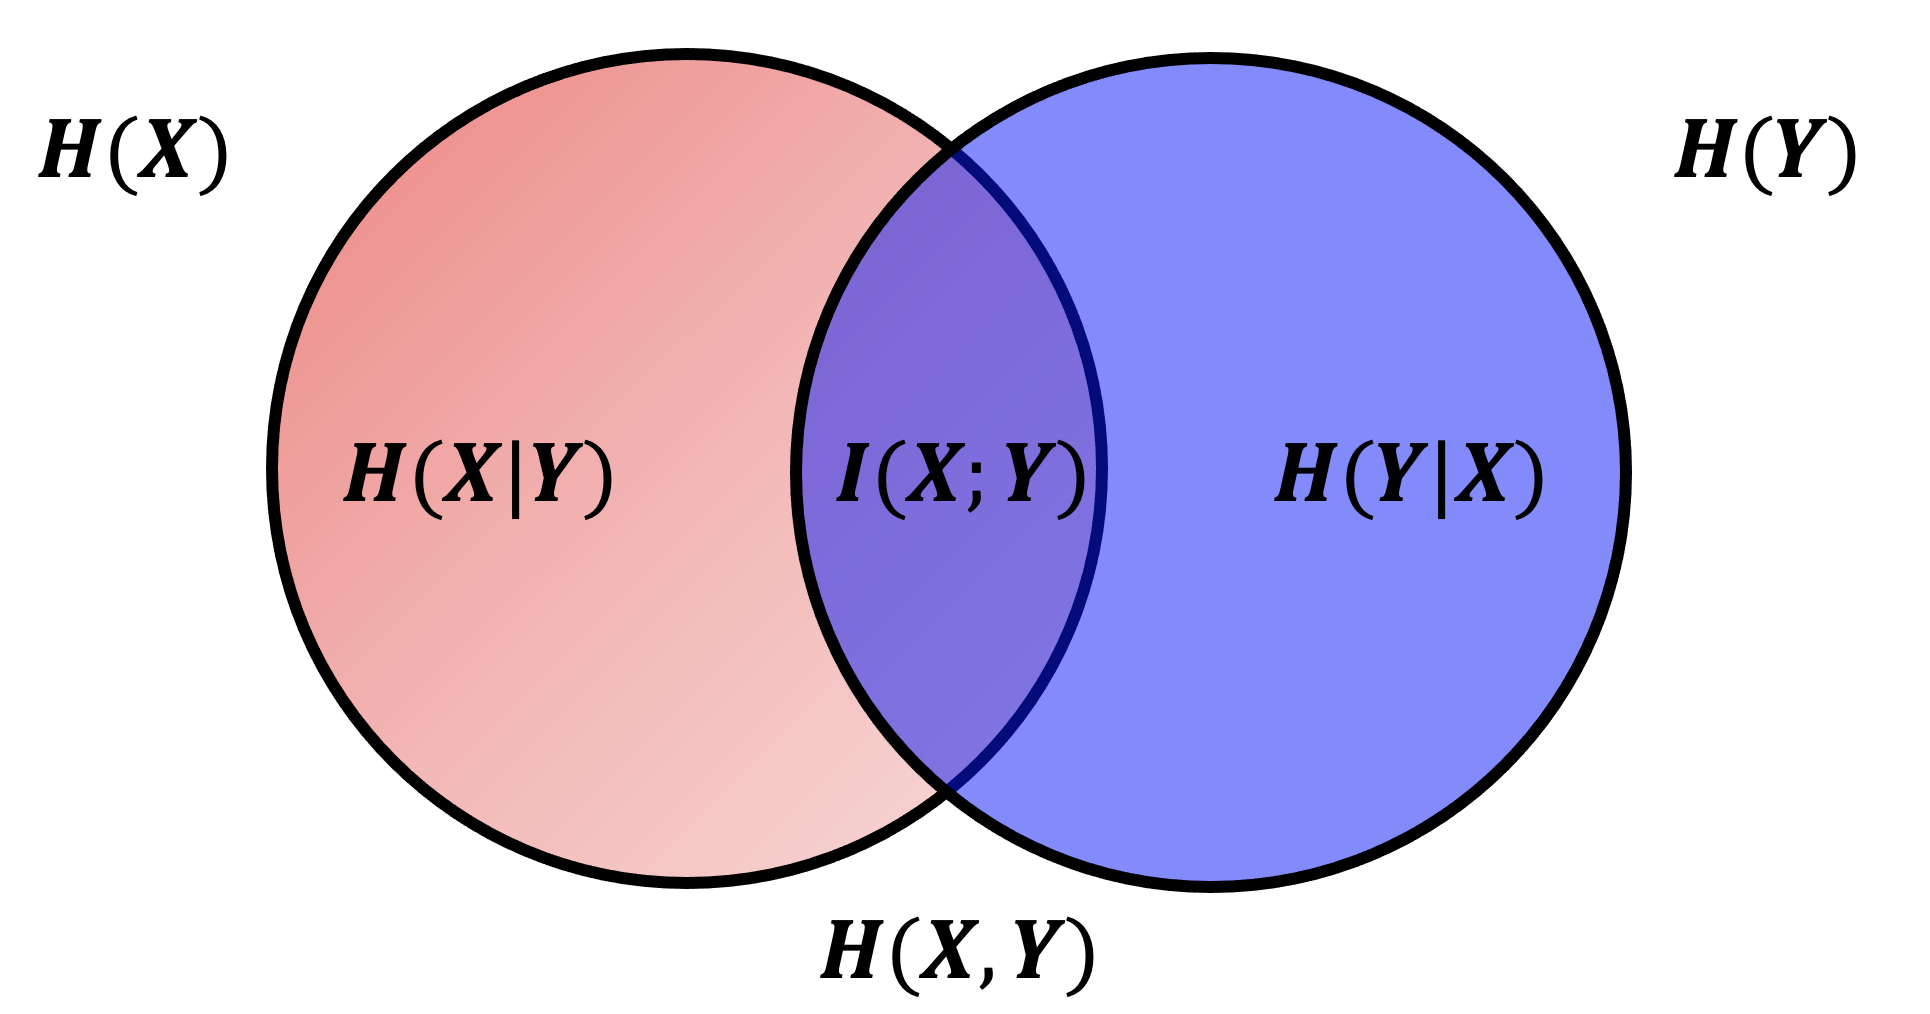 H(X)
H(Y)
H(X|Y)
I(X; Y)
H(Y|X)
H(X, Y)